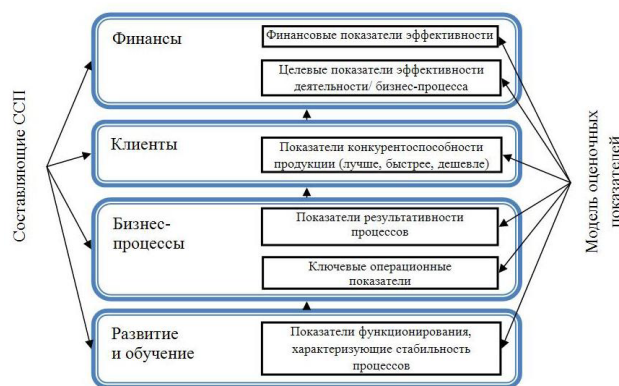 Составляющие ССП
Финансы
Финансовые показатели эффективности
Целевые показатели эффективности
деятельности/ бизнес-процесса
Клиенты
Показатели конкурентоспособности
продукции (лучше, быстрее, дешевле)
Бизнес-
процессы
Показатели результативности
процессов
Ключевые операционные
показатели
Развитие
и обучение
Показатели функционирования,
характеризующие стабильность
процессов
Модель оценочных
показателей